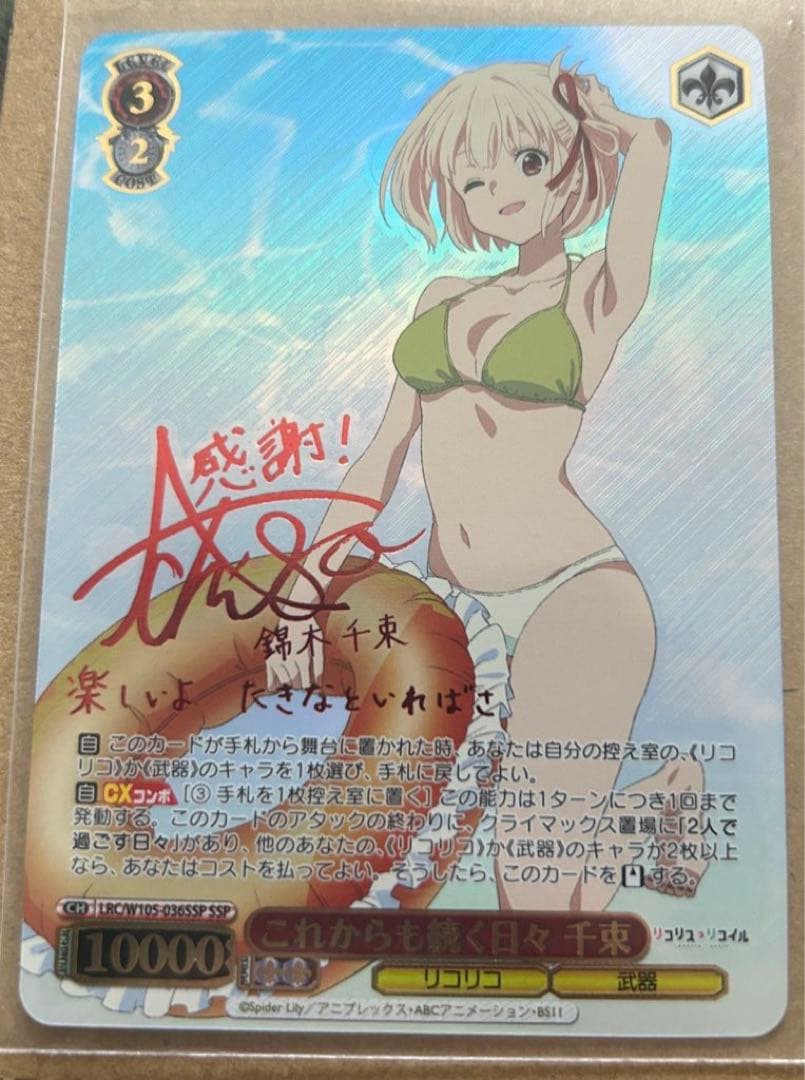 LEVEL
3
2
COST
感謝!
錦木千束
楽しいよ たきなといればさ
自 このカードが手札から舞台に置かれた時、あなたは自分の控え室の、《リコ
リコ》か《武器》のキャラを1枚選び、手札に戻してよい。
自 CXコンボ [③ 手札を1枚控え室に置く] この能力は1ターンにつき1回まで
発動する。このカードのアタックの終わりに、クライマックス置場に「2人で
過ごす日々」があり、他のあなたの、《リコリコ》か《武器》のキャラが2枚以上
なら、あなたはコストを払ってよい。そうしたら、このカードを する。
CH LRC/W105-036SSP SSP
これからも続く日々 千束
リコリス・リコイル
10000
リコリコ 武器
©Spider Lily/アニプレックス・ABCアニメーション・BS11